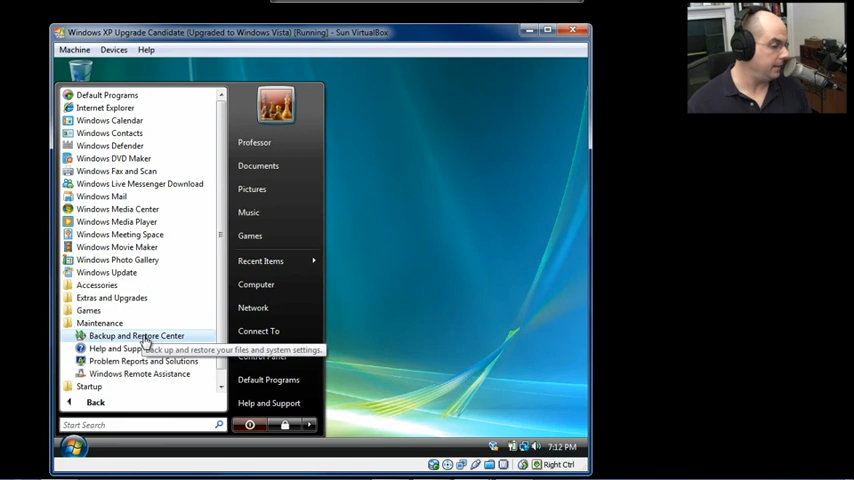 Windows XP Upgrade Candidate (Upgraded to Windows Vista) [Running] - Sun VirtualBox
Machine Devices Help
Default Programs
Internet Explorer
Windows Calendar
Windows Contacts
Windows Defender
Windows DVD Maker
Windows Fax and Scan
Windows Live Messenger Download
Windows Mail
Windows Media Center
Windows Media Player
Windows Meeting Space
Windows Movie Maker
Windows Photo Gallery
Windows Update
Accessories
Extras and Upgrades
Games
Maintenance
Backup and Restore Center
Help and Supp
Back up and restore your files and system settings.
Problem Reports and Solutions
Windows Remote Assistance
Startup
Back
Start Search
Professor
Documents
Pictures
Music
Games
Recent Items
Computer
Network
Connect To
Control Panel
Default Programs
Help and Support
7:12 PM
Right Ctrl